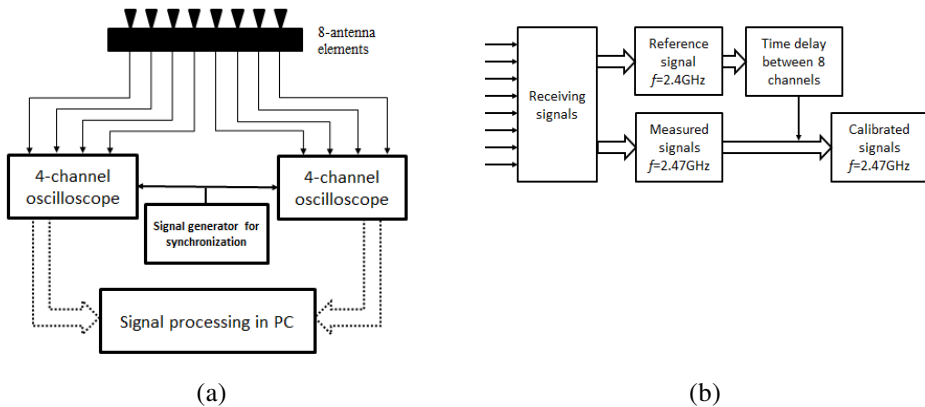 8-antenna
elements
4-channel
oscilloscope
4-channel
oscilloscope
Signal generator for
synchronization
Signal processing in PC
(a)
Receiving
signals
Reference
signal
f=2.4GHz
Time delay
between 8
channels
Measured
signals
f=2.47GHz
Calibrated
signals
f=2.47GHz
(b)